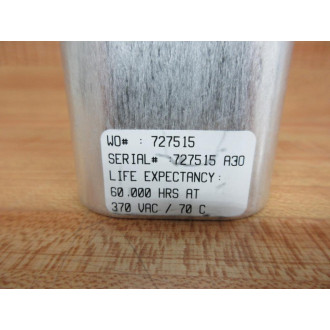 WO# : 727515
SERIAL# :727515 A30
LIFE EXPECTANCY:
60.000 HRS AT
370 VAC / 70 C